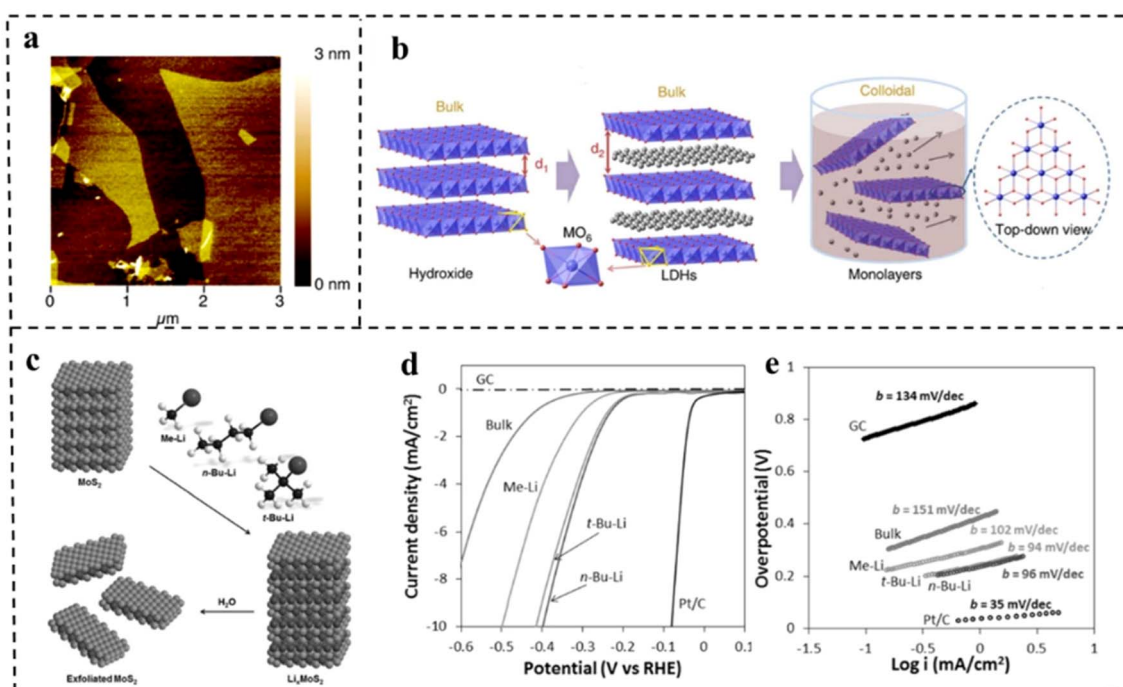 a
3 nm
0 nm
0
1
2
3
µm
b
Bulk
d1
Hydroxide
MO6
Bulk
d2
LDHs
Colloidal
Monolayers
Top-down view
c
MoS2
Me-Li
n-Bu-Li
t-Bu-Li
H2O
Exfoliated MoS2
LixMoS2
d
Current density (mA/cm²)
0
-2
-4
-6
-8
-10
GC
Bulk
Me-Li
t-Bu-Li
n-Bu-Li
Pt/C
-0.6
-0.5
-0.4
-0.3
-0.2
-0.1
0
0.1
Potential (V vs RHE)
e
Overpotential (V)
1
0.8
0.6
0.4
0.2
0
b = 134 mV/dec
GC
b = 151 mV/dec
Bulk
b = 102 mV/dec
Me-Li
b = 94 mV/dec
t-Bu-Li
n-Bu-Li
b = 96 mV/dec
b = 35 mV/dec
Pt/C
-1.5
-1
-0.5
0
0.5
1
Log i (mA/cm²)